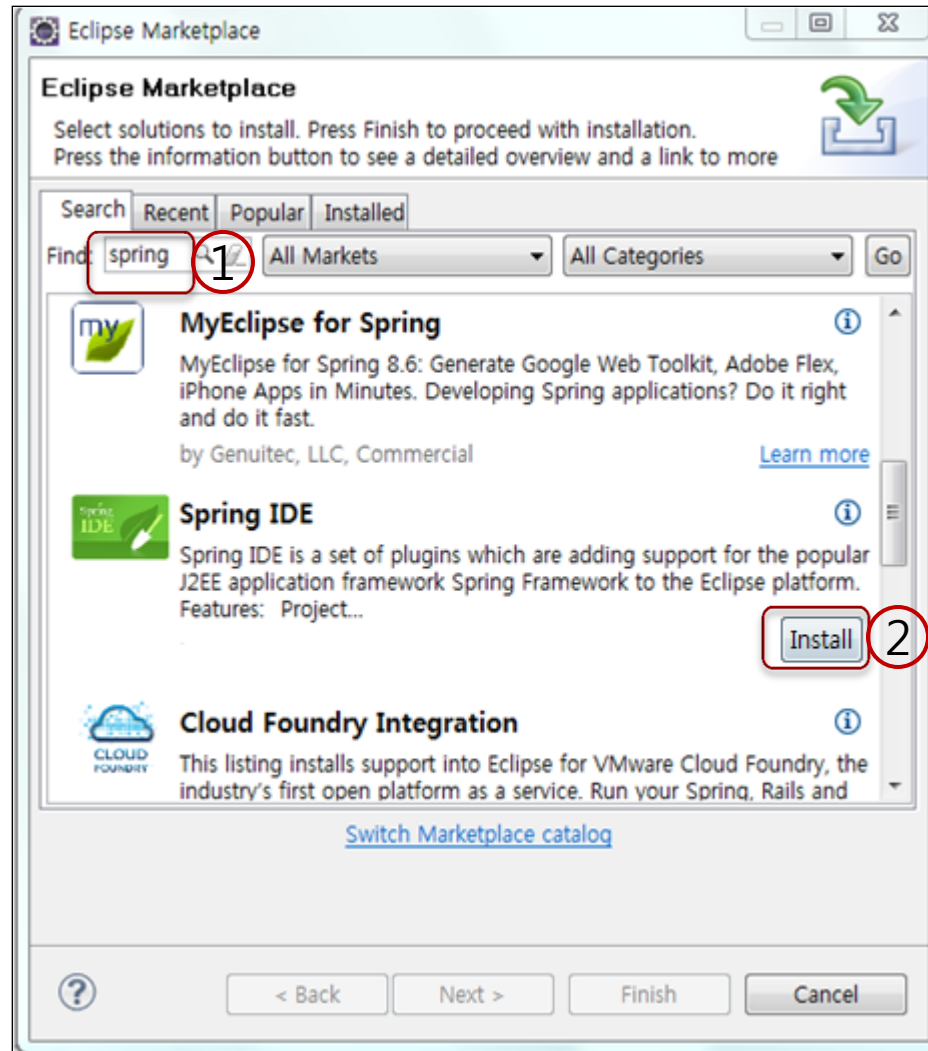 Eclipse Marketplace
Eclipse Marketplace
Select solutions to install. Press Finish to proceed with installation.
Press the information button to see a detailed overview and a link to more
Search Recent Popular Installed
Find: spring 1 All Markets All Categories Go
my MyEclipse for Spring
MyEclipse for Spring 8.6: Generate Google Web Toolkit, Adobe Flex,
iPhone Apps in Minutes. Developing Spring applications? Do it right
and do it fast.
by Genuitec, LLC, Commercial Learn more
Spring IDE Spring IDE
Spring IDE is a set of plugins which are adding support for the popular
J2EE application framework Spring Framework to the Eclipse platform.
Features: Project...
Install 2
CLOUD FOUNDRY Cloud Foundry Integration
This listing installs support into Eclipse for VMware Cloud Foundry, the
industry's first open platform as a service. Run your Spring, Rails and
Switch Marketplace catalog
? < Back Next > Finish Cancel